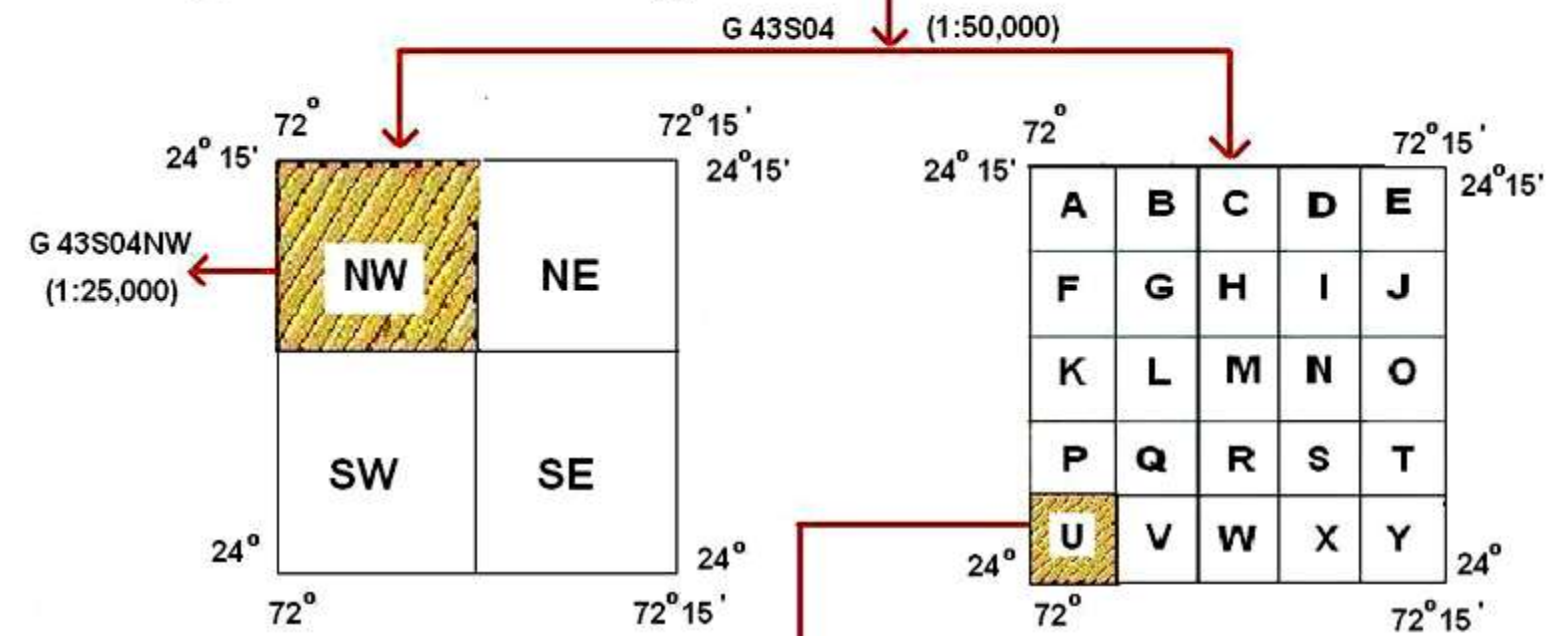 G 43S04 (1:50,000)
72° 72°15'
24° 15' 24°15'
G 43S04NW
(1:25,000)
NW NE
SW SE
24° 24°
72° 72°15'
72° 72°15'
24° 15' 24°15'
A B C D E
F G H I J
K L M N O
P Q R S T
U V W X Y
24° 24°
72° 72°15'